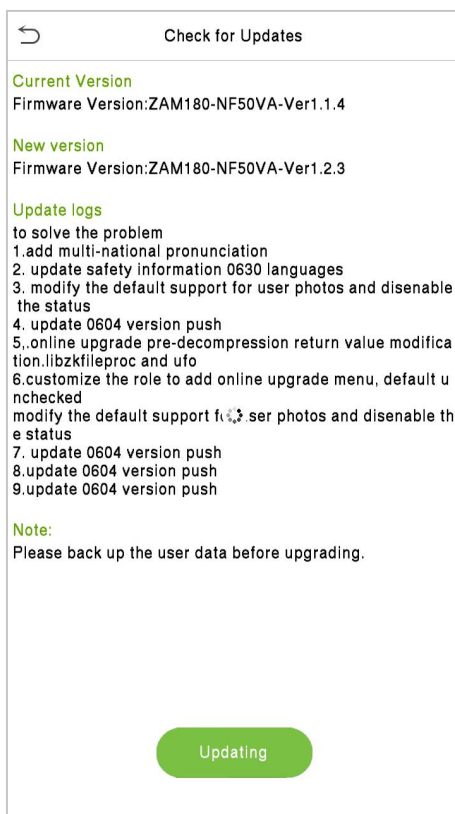 Check for Updates
Current Version
Firmware Version:ZAM180-NF50VA-Ver1.1.4
New version
Firmware Version:ZAM180-NF50VA-Ver1.2.3
Update logs
to solve the problem
1.add multi-national pronunciation
2. update safety information 0630 languages
3. modify the default support for user photos and disenable
the status
4. update 0604 version push
5,.online upgrade pre-decompression return value modifica
tion.libzkfileproc and ufo
6.customize the role to add online upgrade menu, default u
nchecked
modify the default support ser photos and disenable th
e status
7. update 0604 version push
8.update 0604 version push
9.update 0604 version push
Note:
Please back up the user data before upgrading.
Updating